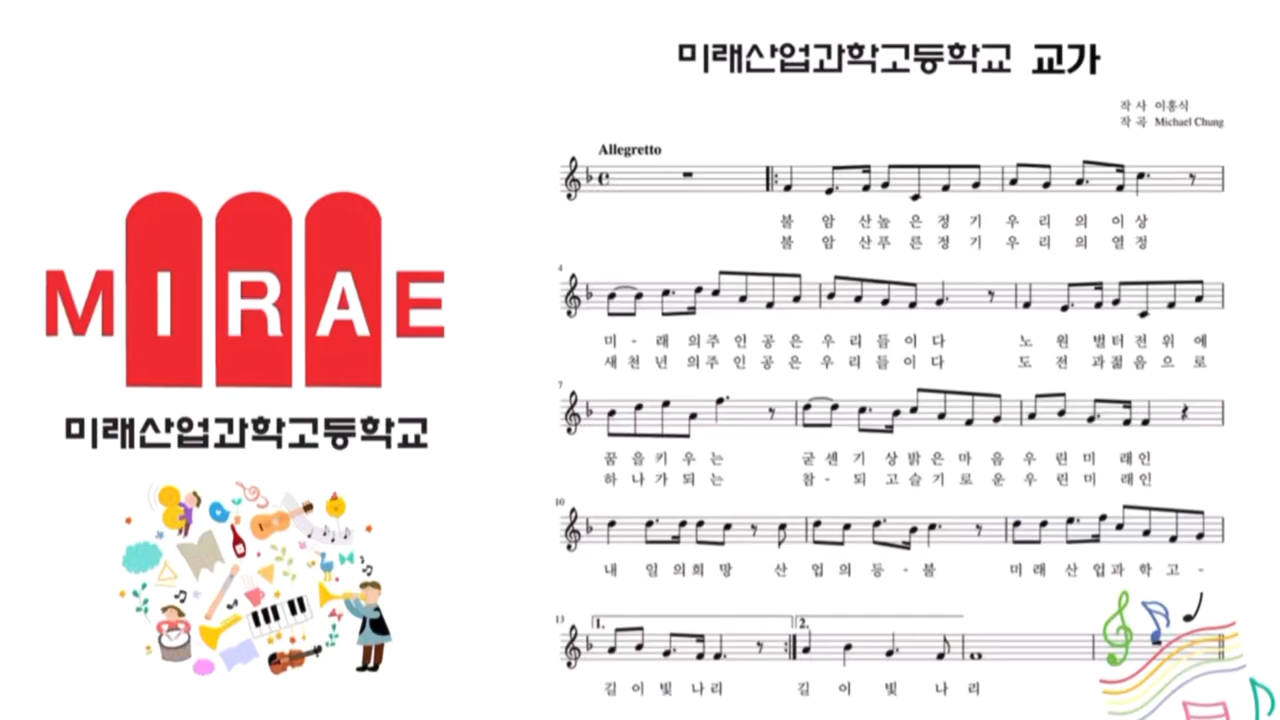 MIRAE
미래산업과학고등학교
미래산업과학고등학교 교가
작 사 이홍식
작 곡 Michael Chung
Allegretto
불 암 산 높 은 정 기 우 리 의 이 상
불 암 산 푸 른 정 기 우 리 의 열 정
4
미 - 래 의 주 인 공 은 우 리 들 이 다 노 원 벌 터 전 위 에
새 천 년 의 주 인 공 은 우 리 들 이 다 도 전 과 젊 음 으 로
7
꿈 을 키 우 는 굳 센 기 상 밝 은 마 음 우 린 미 래 인
하 나 가 되 는 참 - 되 고 슬 기 로 운 우 린 미 래 인
10
내 일 의 희 망 산 업 의 등 - 불 미 래 산 업 과 학 고 -
13
1. 2.
길 이 빛 나 리 길 이 빛 나 리